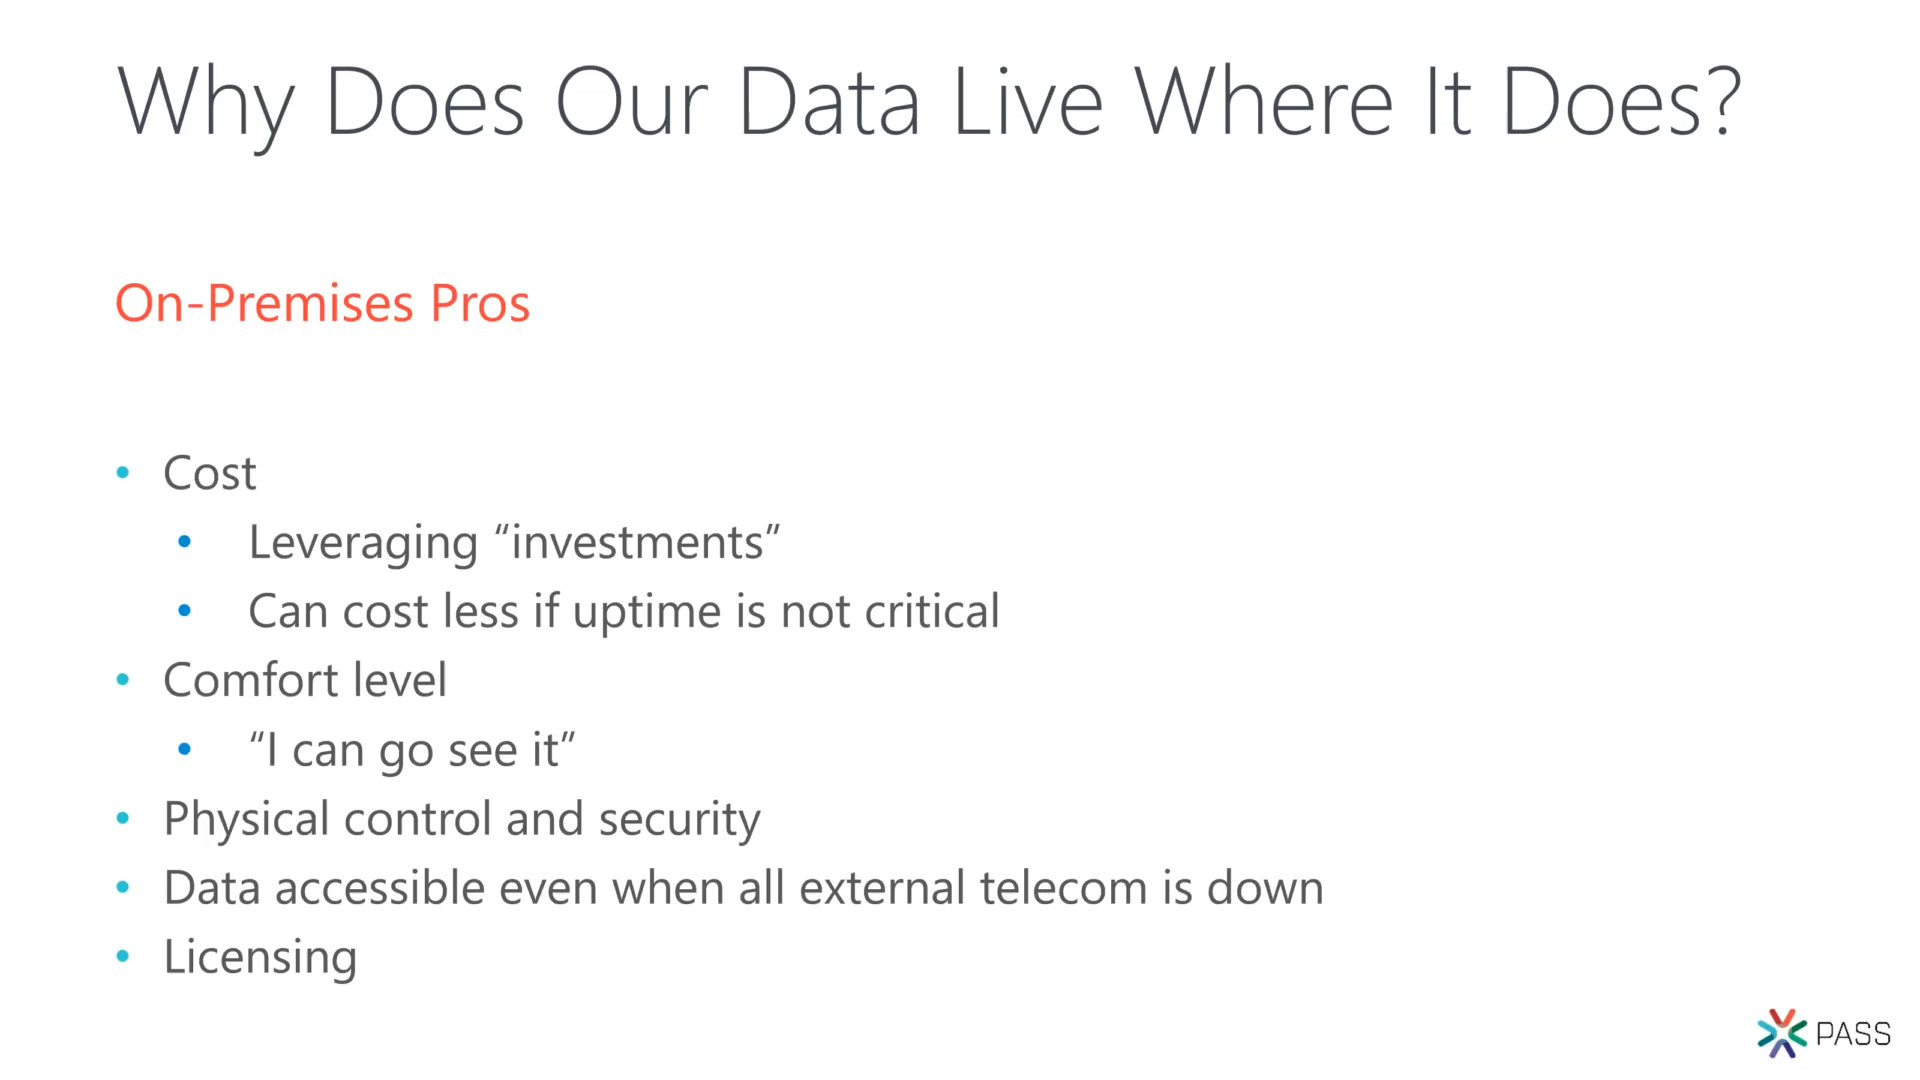 Why Does Our Data Live Where It Does?
On-Premises Pros
• Cost
• Leveraging “investments”
• Can cost less if uptime is not critical
• Comfort level
• “I can go see it”
• Physical control and security
• Data accessible even when all external telecom is down
• Licensing
PASS